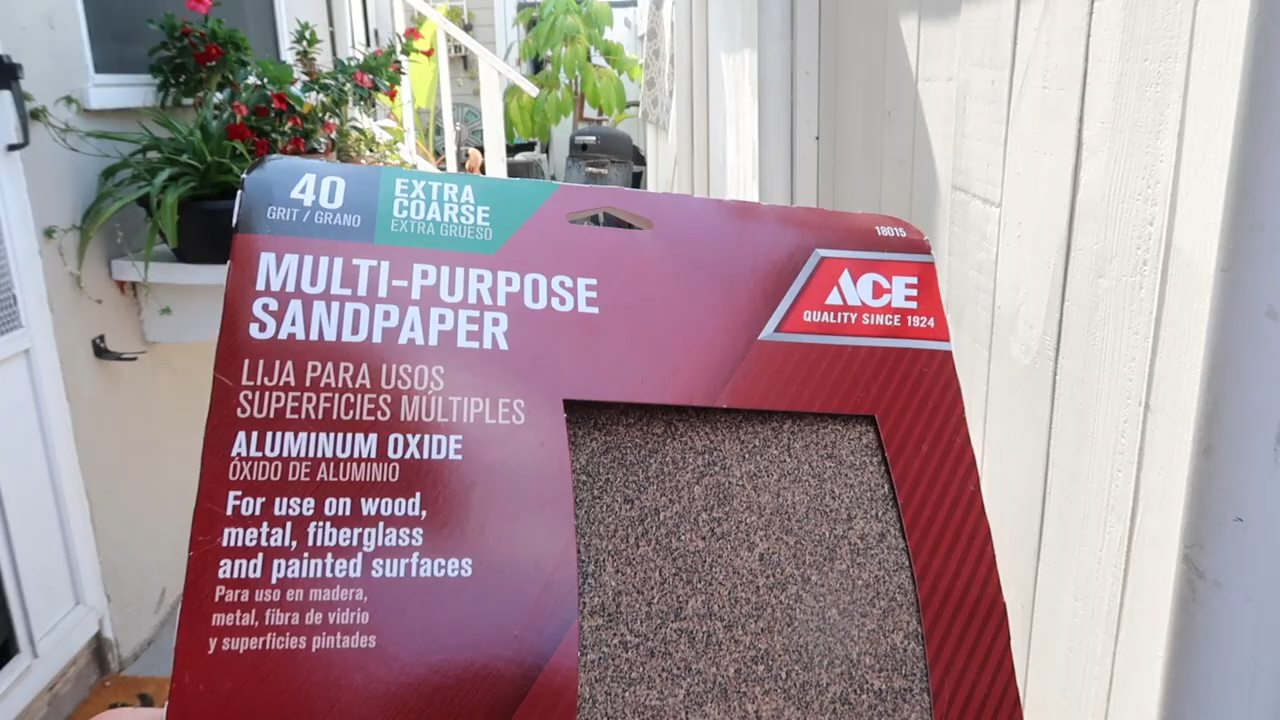 40
GRIT / GRANO
EXTRA
COARSE
EXTRA GRUESO
18015
ACE
QUALITY SINCE 1924
MULTI-PURPOSE
SANDPAPER
LIJA PARA USOS
SUPERFICIES MÚLTIPLES
ALUMINUM OXIDE
ÓXIDO DE ALUMINIO
For use on wood,
metal, fiberglass
and painted surfaces
Para uso en madera,
metal, fibra de vidrio
y superficies pintades